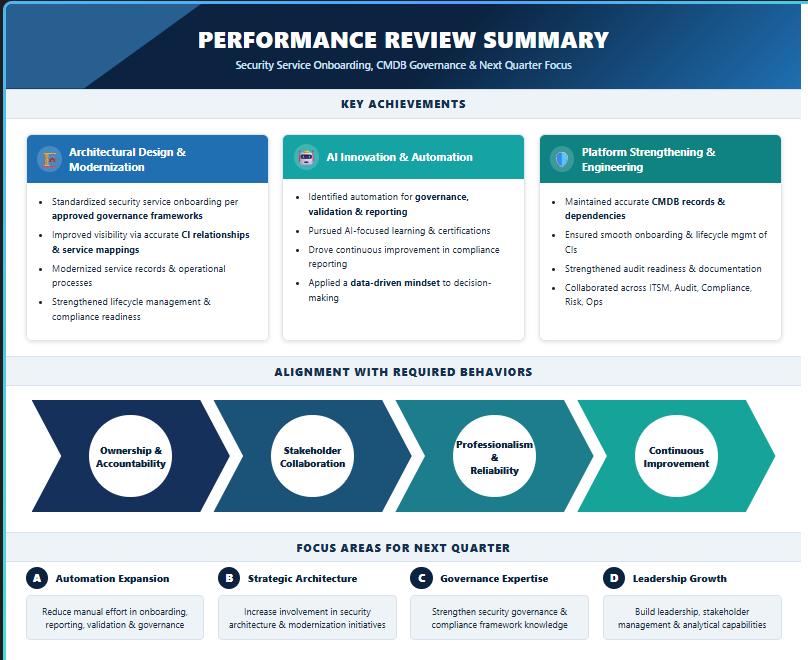 PERFORMANCE REVIEW SUMMARY
Security Service Onboarding, CMDB Governance & Next Quarter Focus
KEY ACHIEVEMENTS
Architectural Design &
Modernization
Standardized security service onboarding per
approved governance frameworks
Improved visibility via accurate CI relationships
& service mappings
Modernized service records & operational
processes
Strengthened lifecycle management &
compliance readiness
AI Innovation & Automation
Identified automation for governance,
validation & reporting
Pursued AI-focused learning & certifications
Drove continuous improvement in compliance
reporting
Applied a data-driven mindset to decision-
making
Platform Strengthening &
Engineering
Maintained accurate CMDB records &
dependencies
Ensured smooth onboarding & lifecycle mgmt of
CIs
Strengthened audit readiness & documentation
Collaborated across ITSM, Audit, Compliance,
Risk, Ops
ALIGNMENT WITH REQUIRED BEHAVIORS
Ownership &
Accountability
Stakeholder
Collaboration
Professionalism
&
Reliability
Continuous
Improvement
FOCUS AREAS FOR NEXT QUARTER
A Automation Expansion
Reduce manual effort in onboarding,
reporting, validation & governance
B Strategic Architecture
Increase involvement in security
architecture & modernization initiatives
C Governance Expertise
Strengthen security governance &
compliance framework knowledge
D Leadership Growth
Build leadership, stakeholder
management & analytical capabilities